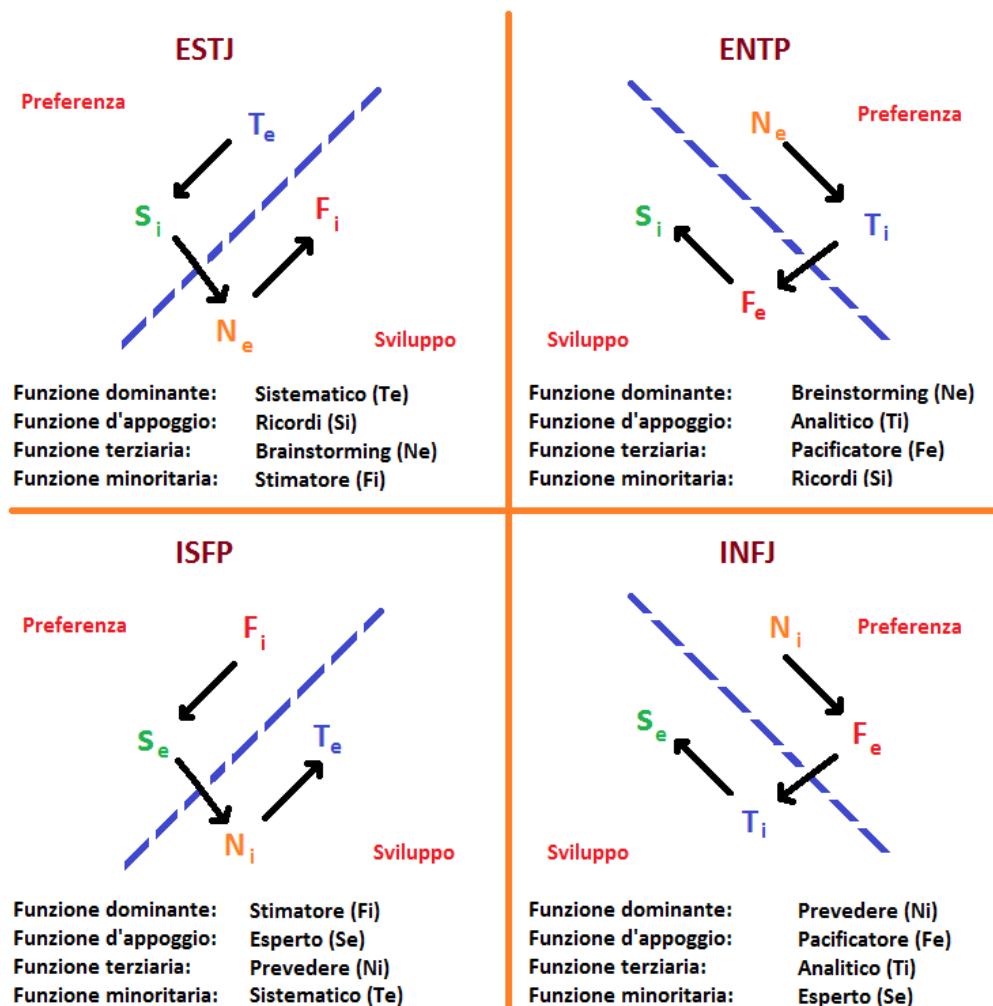 ESTJ
Preferenza
Te
Si
Fi
Ne
Sviluppo
Funzione dominante: Sistematico (Te)
Funzione d'appoggio: Ricordi (Si)
Funzione terziaria: Brainstorming (Ne)
Funzione minoritaria: Stimatore (Fi)
ENTP
Ne
Preferenza
Si
Ti
Fe
Sviluppo
Funzione dominante: Breinstorming (Ne)
Funzione d'appoggio: Analitico (Ti)
Funzione terziaria: Pacificatore (Fe)
Funzione minoritaria: Ricordi (Si)
ISFP
Preferenza
Fi
Se
Te
Ni
Sviluppo
Funzione dominante: Stimatore (Fi)
Funzione d'appoggio: Esperto (Se)
Funzione terziaria: Prevedere (Ni)
Funzione minoritaria: Sistematico (Te)
INFJ
Ni
Preferenza
Se
Fe
Ti
Sviluppo
Funzione dominante: Prevedere (Ni)
Funzione d'appoggio: Pacificatore (Fe)
Funzione terziaria: Analitico (Ti)
Funzione minoritaria: Esperto (Se)